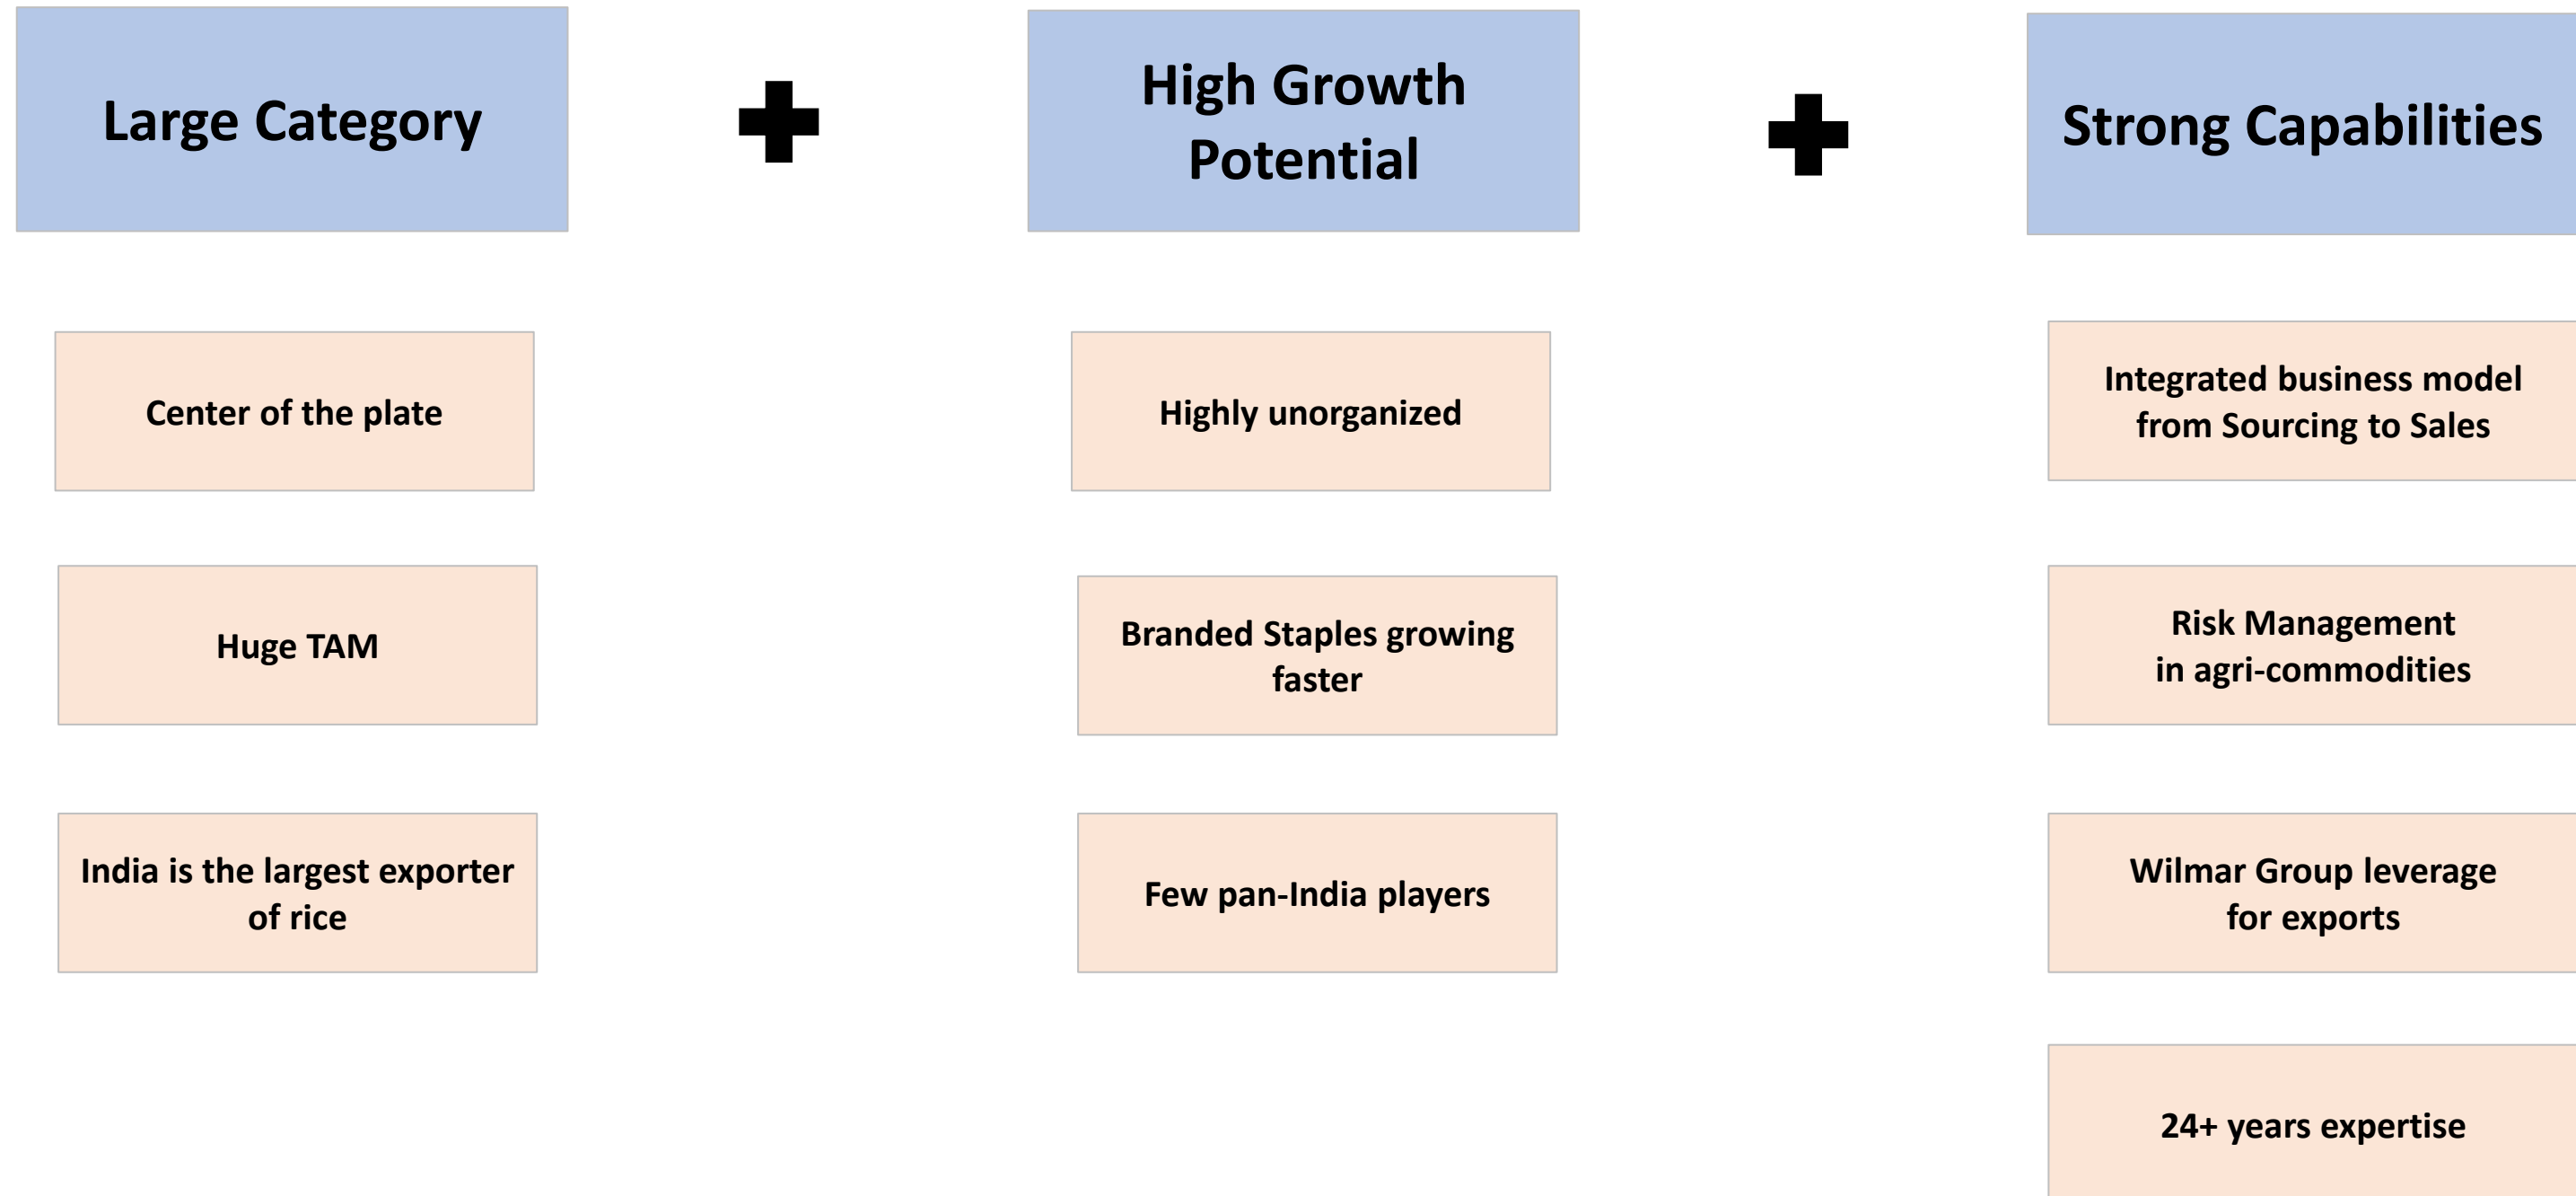 Large Category
High Growth
Potential
Strong Capabilities
Center of the plate
Huge TAM
India is the largest exporter
of rice
Highly unorganized
Branded Staples growing
faster
Few pan-India players
Integrated business model
from Sourcing to Sales
Risk Management
in agri-commodities
Wilmar Group leverage
for exports
24+ years expertise